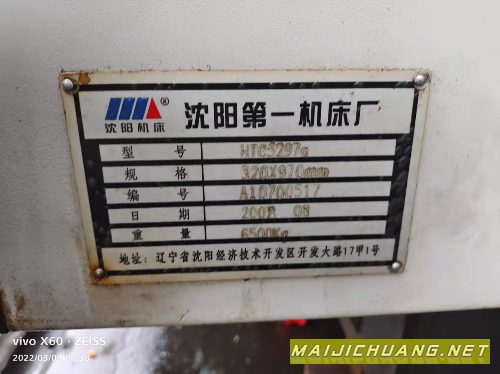 沈阳机床®
沈阳第一机床厂
型 号 HTC3297a
规 格 320X970mm
编 号 A10700517
日 期 2008 08
重 量 6500Kg
地址: 辽宁省沈阳经济技术开发区开发大路17甲1号
vivo X60 · ZEISS
MAIJICHUANG.NET